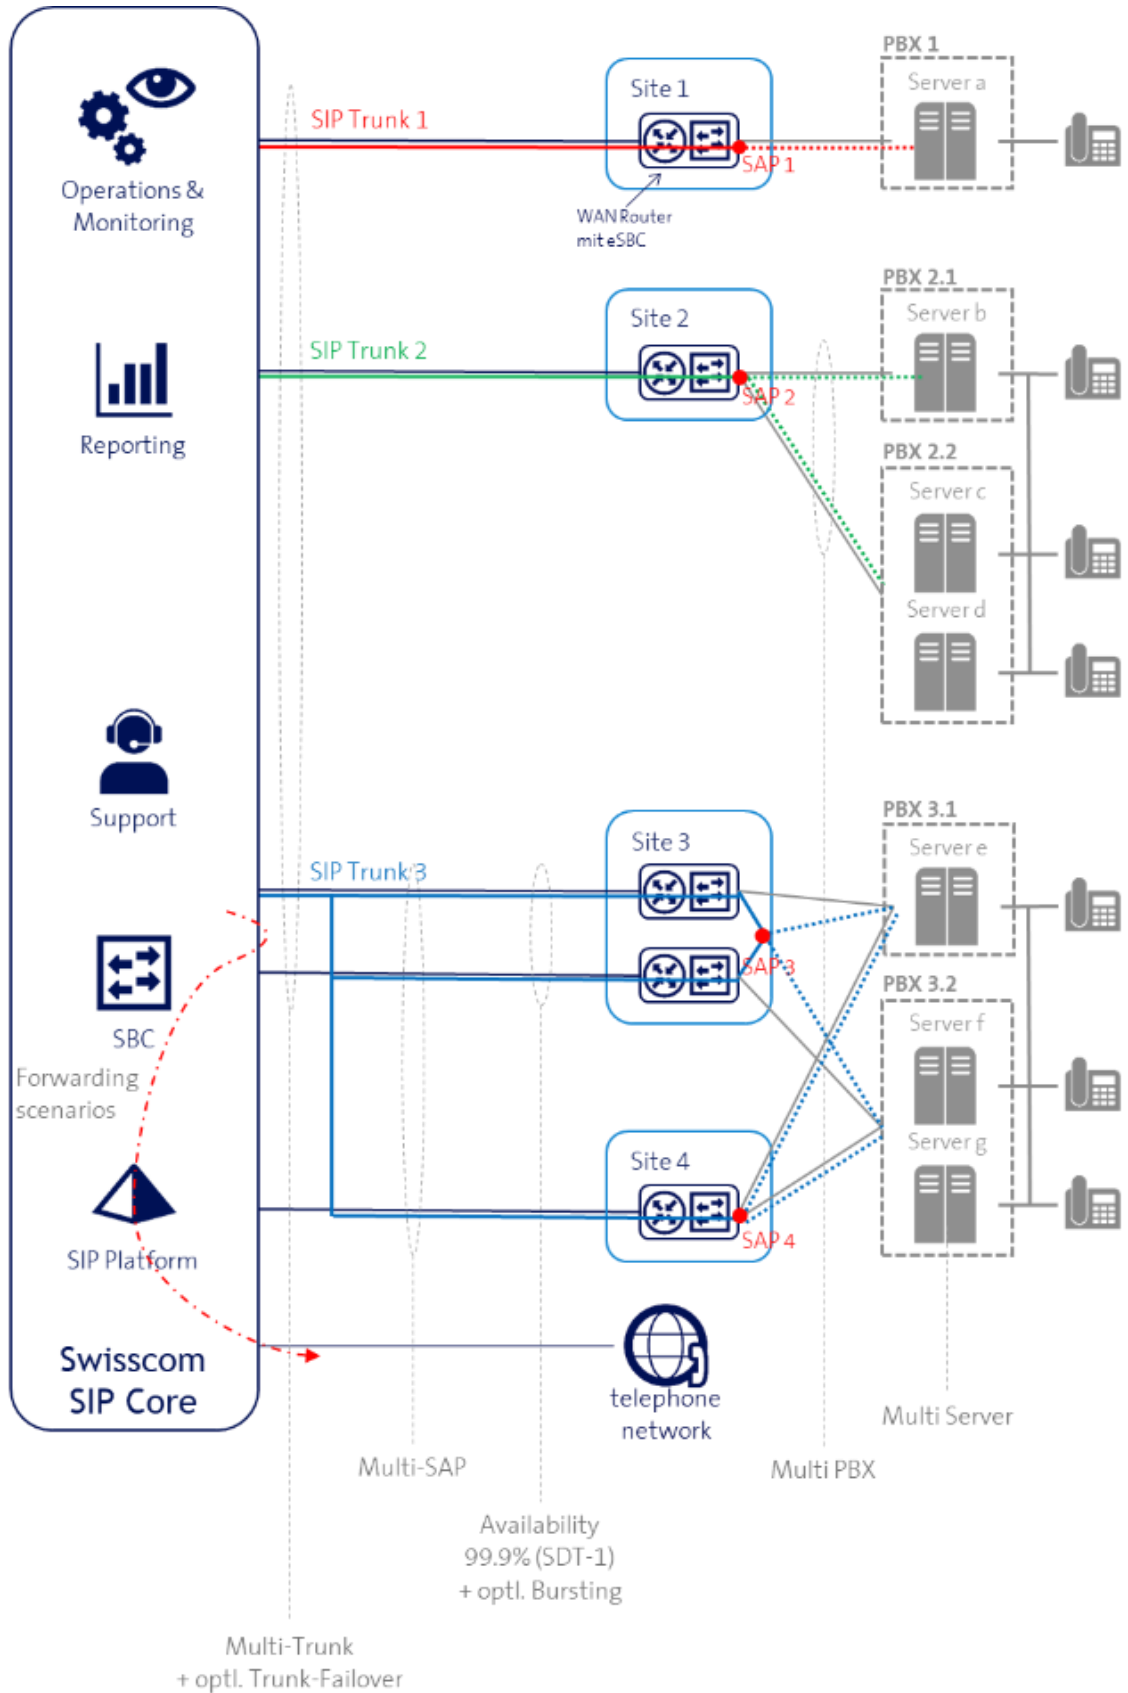 Operations &
Monitoring
Reporting
Support
SBC
Forwarding
scenarios
SIP Platform
Swisscom
SIP Core
SIP Trunk 1
Site 1
SAP 1
WAN Router
mit eSBC
PBX 1
Server a
SIP Trunk 2
Site 2
SAP 2
PBX 2.1
Server b
PBX 2.2
Server c
Server d
SIP Trunk 3
Site 3
SAP 3
PBX 3.1
Server e
PBX 3.2
Server f
Server g
Site 4
SAP 4
telephone
network
Multi Server
Multi-SAP
Multi PBX
Availability
99.9% (SDT-1)
+ optl. Bursting
Multi-Trunk
+ optl. Trunk-Failover